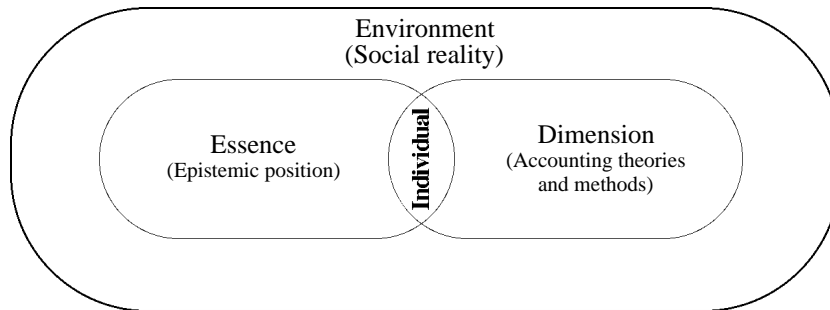 Environment
(Social reality)
Essence
(Epistemic position)
Individual
Dimension
(Accounting theories
and methods)